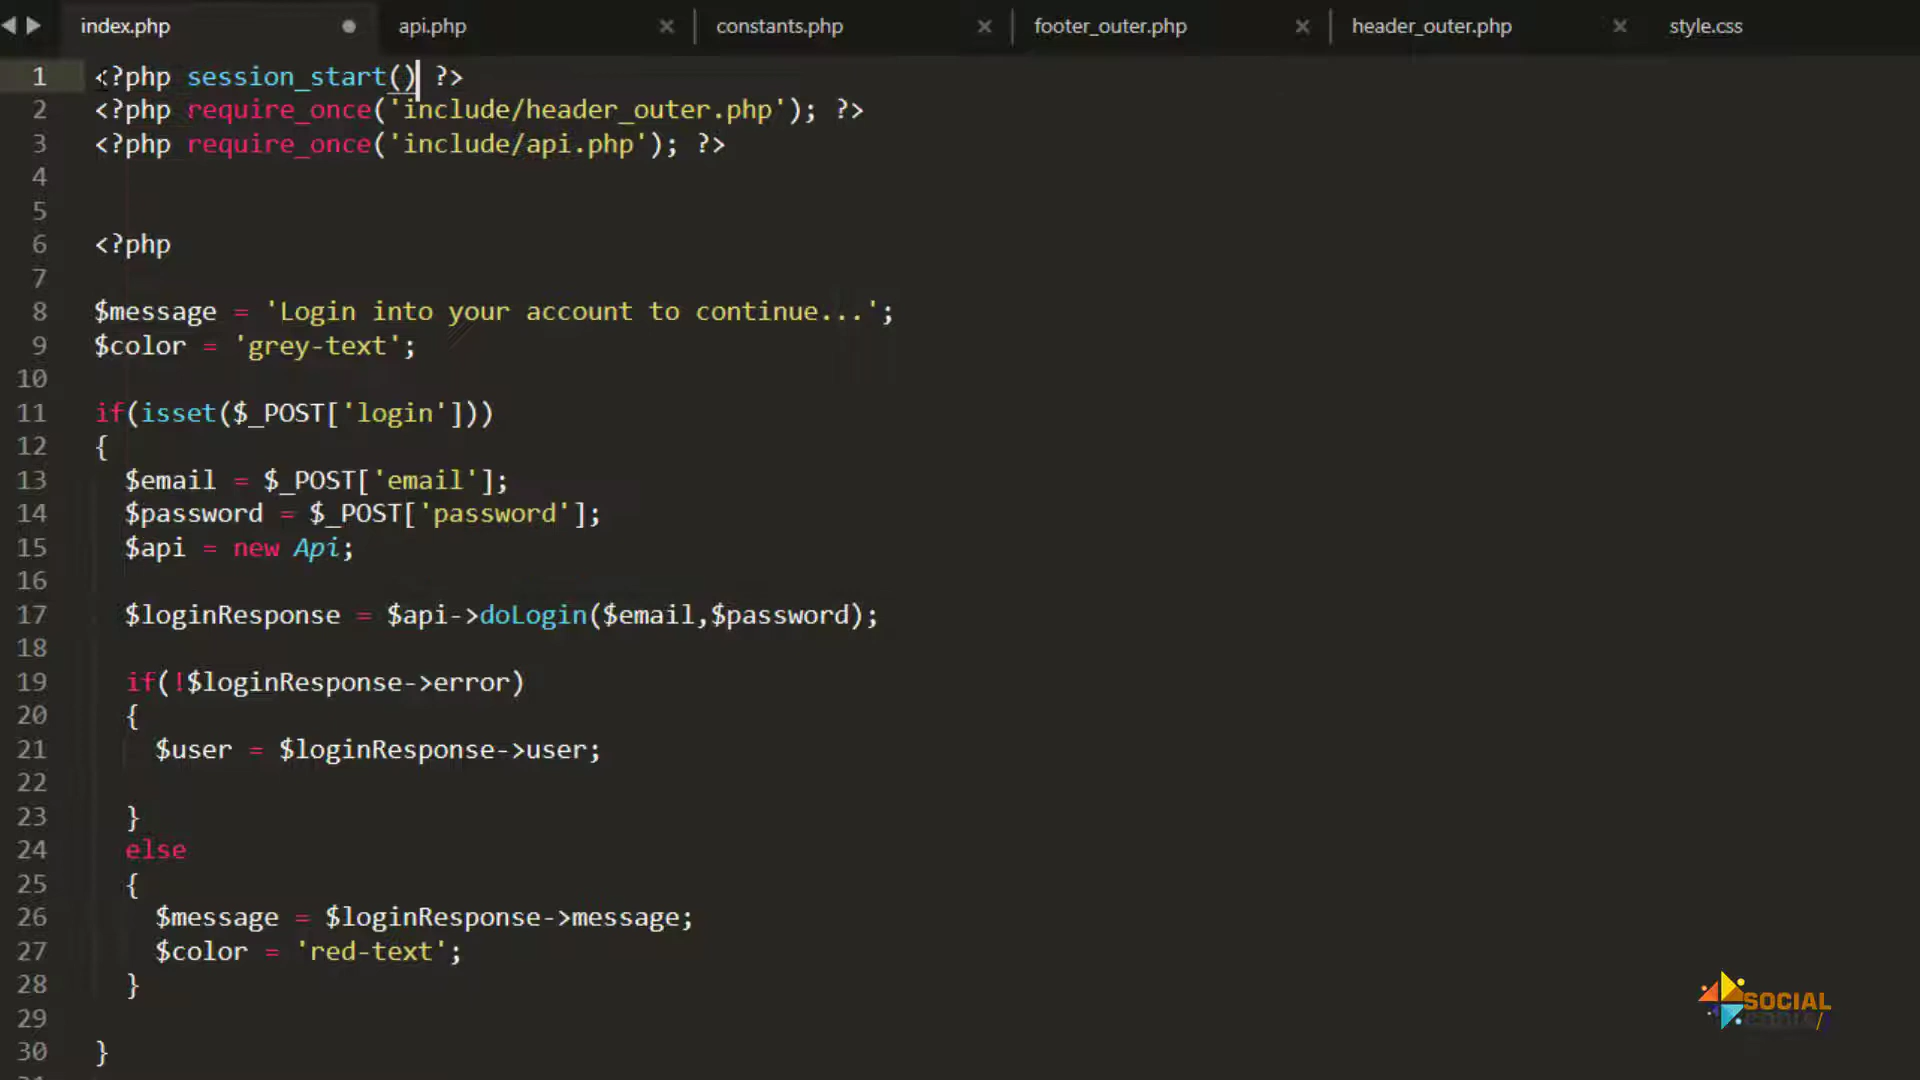 index.php api.php constants.php footer_outer.php header_outer.php style.css
1 <?php session_start() ?>
2 <?php require_once('include/header_outer.php'); ?>
3 <?php require_once('include/api.php'); ?>
4
5
6 <?php
7
8 $message = 'Login into your account to continue...';
9 $color = 'grey-text';
10
11 if(isset($_POST['login']))
12 {
13 $email = $_POST['email'];
14 $password = $_POST['password'];
15 $api = new Api;
16
17 $loginResponse = $api->doLogin($email,$password);
18
19 if(!$loginResponse->error)
20 {
21 $user = $loginResponse->user;
22
23 }
24 else
25 {
26 $message = $loginResponse->message;
27 $color = 'red-text';
28 }
29
30 }
SOCIAL